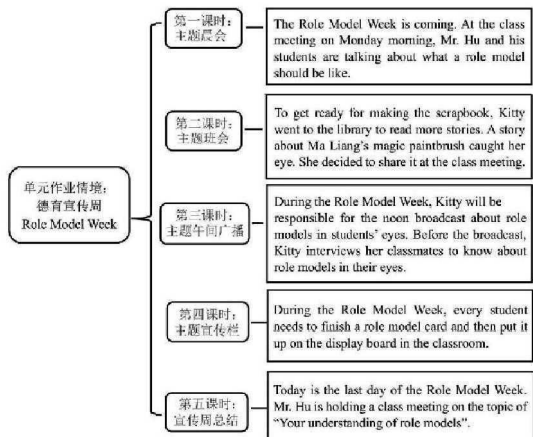 单元作业情境：
德育宣传周
Role Model Week
第一课时：
主题晨会
The Role Model Week is coming. At the class
meeting on Monday morning, Mr. Hu and his
students are talking about what a role model
should be like.
第二课时：
主题班会
To get ready for making the scrapbook, Kitty
went to the library to read more stories. A story
about Ma Liang's magic paintbrush caught her
eye. She decided to share it at the class meeting.
第三课时：
主题午间广播
During the Role Model Week, Kitty will be
responsible for the noon broadcast about role
models in students' eyes. Before the broadcast,
Kitty interviews her classmates to know about
role models in their eyes.
第四课时：
主题宣传栏
During the Role Model Week, every student
needs to finish a role model card and then put it
up on the display board in the classroom.
第五课时：
宣传周总结
Today is the last day of the Role Model Week.
Mr. Hu is holding a class meeting on the topic of
“Your understanding of role models”.